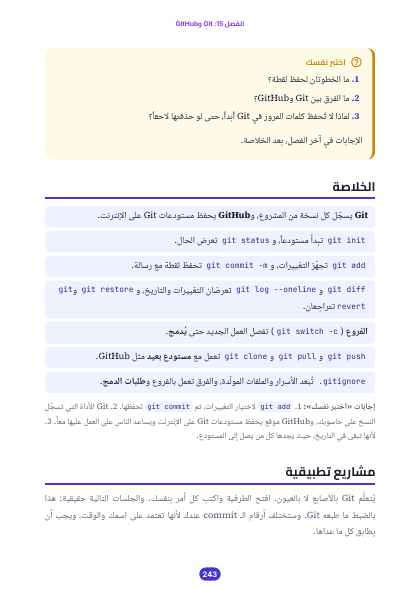 الفصل 15: Git وGitHub
اختبر نفسك
1. ما الخطوتان لحفظ لقطة؟
2. ما الفرق بين Git وGitHub؟
3. لماذا لا تُحفظ كلمات المرور في Git أبداً، حتى لو حذفتها لاحقاً؟
الإجابات في آخر الفصل، بعد الخلاصة.
الخلاصة
Git يسجّل كل نسخة من المشروع، وGitHub يحفظ مستودعات Git على الإنترنت.
git init تبدأ مستودعاً، و git status تعرض الحال.
git add تجهّز التغييرات، و git commit -m تحفظ لقطة مع رسالة.
git diff و git log --oneline تعرضان التغييرات والتاريخ، و git restore وgit
revert تتراجعان.
الفروع ( git switch -c ) تفصل العمل الجديد حتى يُدمج.
git push و git pull و git clone تعمل مع مستودع بعيد مثل GitHub.
.gitignore تُبعد الأسرار والملفات المولّدة، والفرق تعمل بالفروع وطلبات الدمج.
إجابات «اختبر نفسك»: 1. git add لاختيار التغييرات، ثم git commit لحفظها. 2. Git الأداة التي تسجّل
النسخ على حاسوبك، وGitHub موقع يحفظ مستودعات Git على الإنترنت ويساعد الناس على العمل عليها معاً. 3.
لأنها تبقى في التاريخ، حيث يجدها كل من يصل إلى المستودع.
مشاريع تطبيقية
يُتعلَّم Git بالأصابع لا بالعيون. افتح الطرفية واكتب كل أمر بنفسك. والجلسات التالية حقيقية: هذا
بالضبط ما طبعه Git. وستختلف أرقام الـ commit عندك لأنها تعتمد على اسمك والوقت، ويجب أن
يطابق كل ما عداها.
243